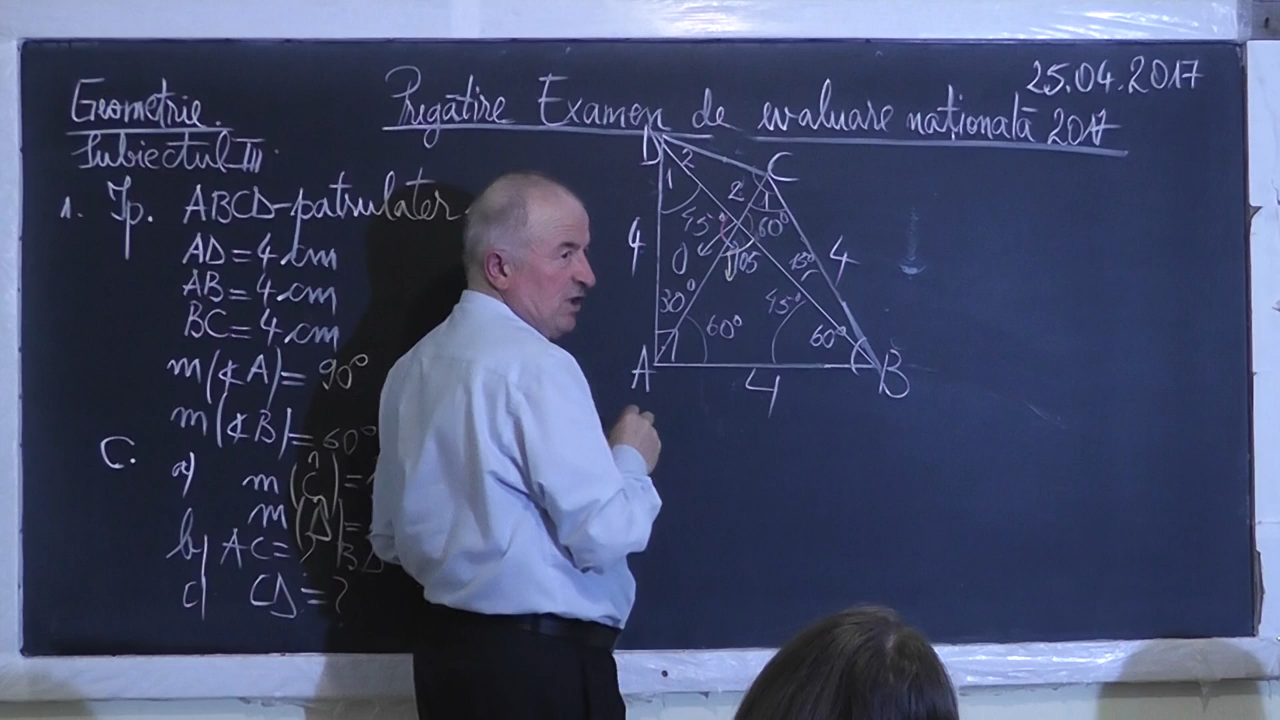 25.04.2017
Geometrie.
Pregătire Examen de evaluare națională 2017
Subiectul III
1. Ip. ABCD-patrulater.
AD=4 cm
AB=4 cm
BC=4 cm
m(∢A)=90°
m(∢B)=60°
C. a) m(Ĉ)=
m(D̂)=
b) AC=? BD
c) CD=?
D C
1 2 2 1
45° 60°
4 O 105 15° 4
30° 60° 45° 60°
A 4 B